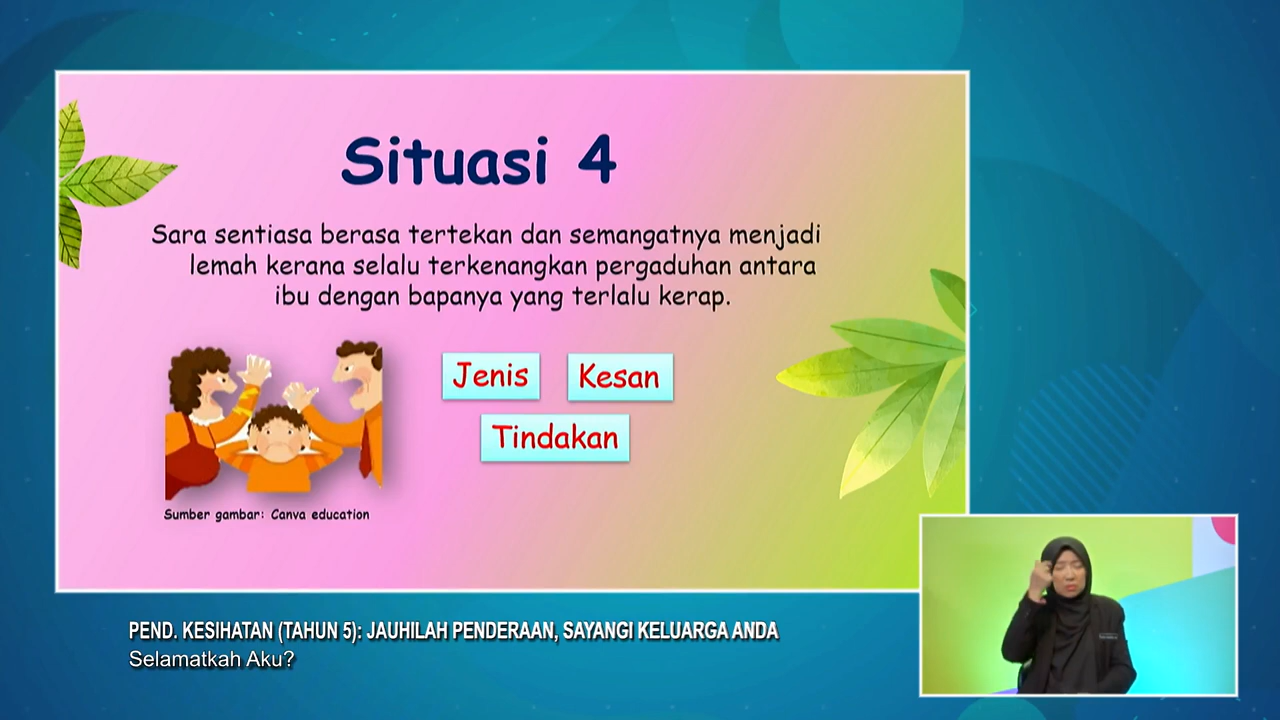 Situasi 4
Sara sentiasa berasa tertekan dan semangatnya menjadi
lemah kerana selalu terkenangkan pergaduhan antara
ibu dengan bapanya yang terlalu kerap.
Jenis
Kesan
Tindakan
Sumber gambar: Canva education
PEND. KESIHATAN (TAHUN 5): JAUHILAH PENDERAAN, SAYANGI KELUARGA ANDA
Selamatkah Aku?